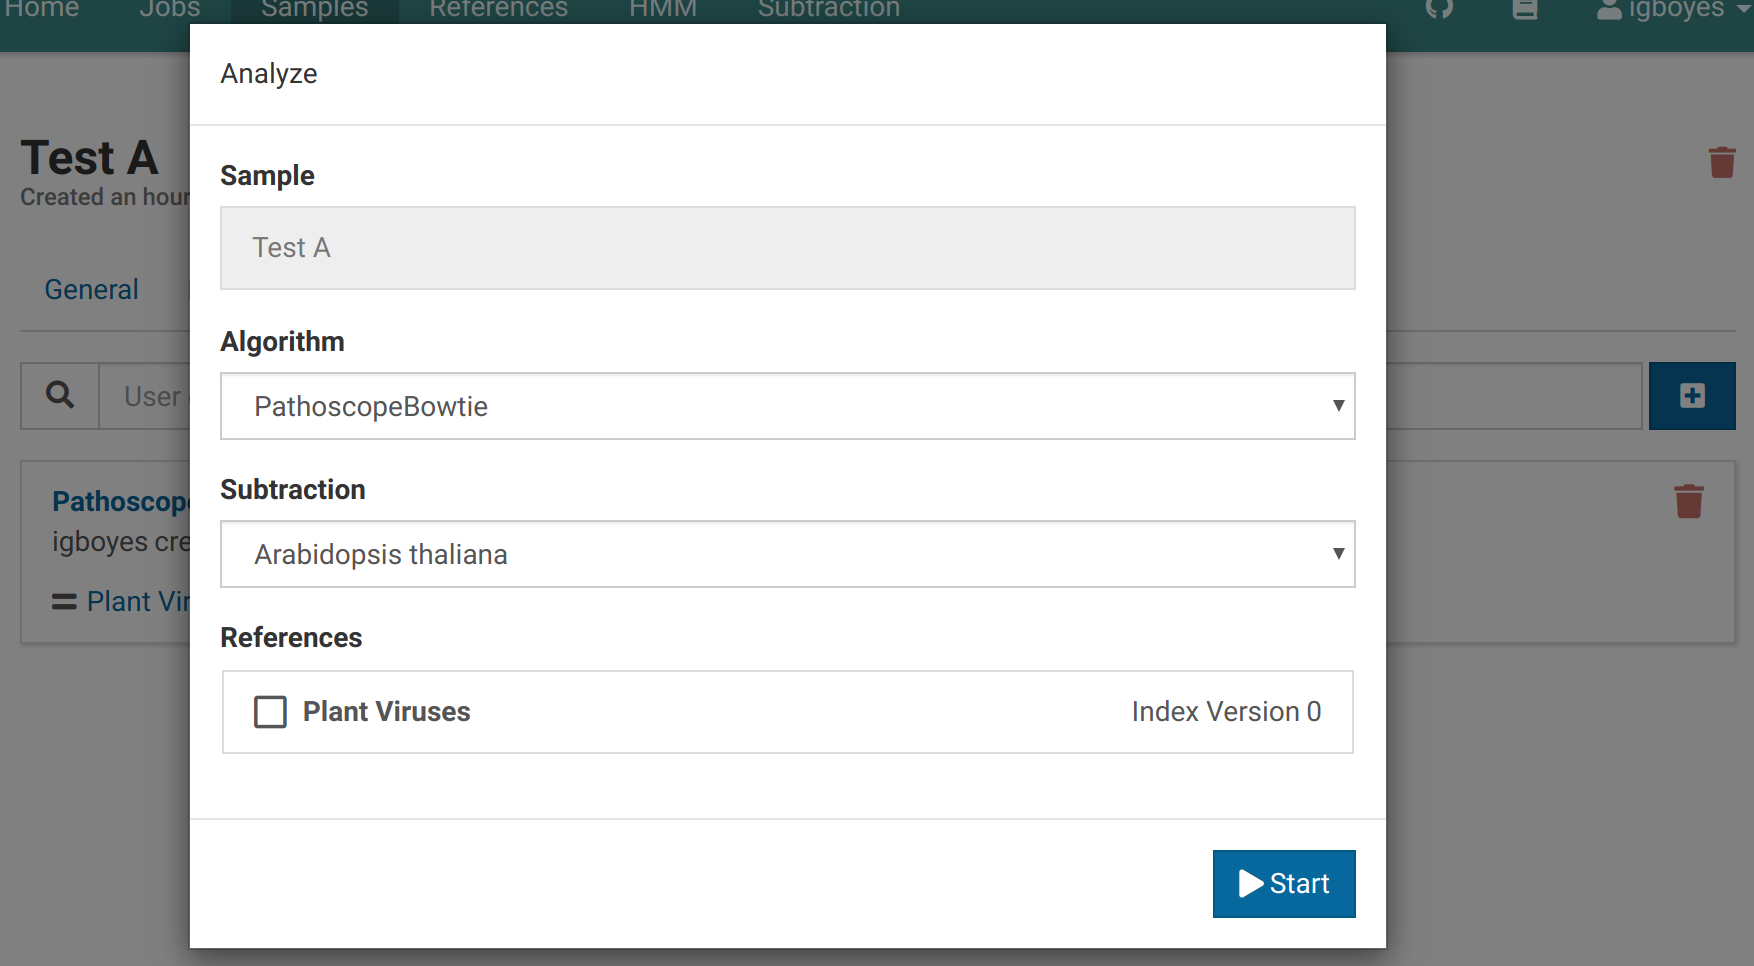 Home Jobs Samples References HMM Subtraction igboyes
Analyze
Test A
Created an hour
Sample
Test A
General
Algorithm
User
PathoscopeBowtie
Subtraction
Pathoscope
igboyes cre
Arabidopsis thaliana
Plant Vir
References
Plant Viruses Index Version 0
Start